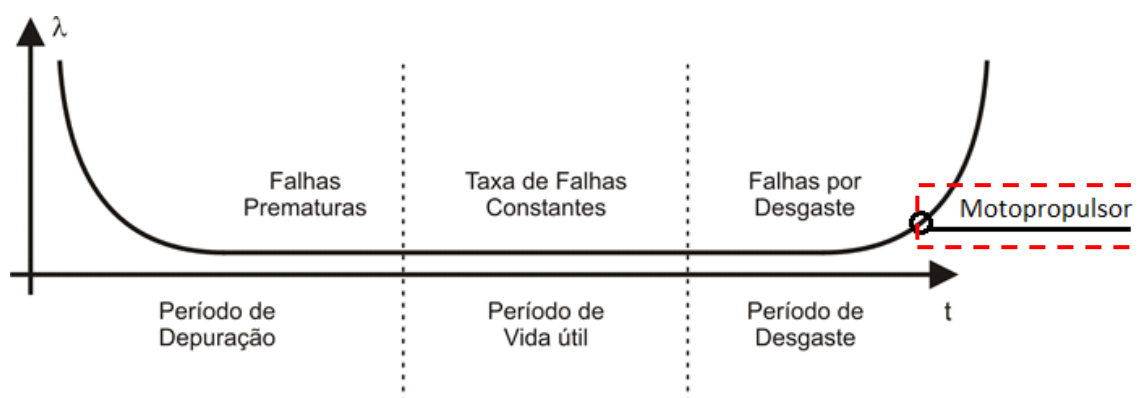 λ
Falhas
Prematuras
Taxa de Falhas
Constantes
Falhas por
Desgaste
Motopropulsor
Período de
Depuração
Período de
Vida útil
Período de
Desgaste
t